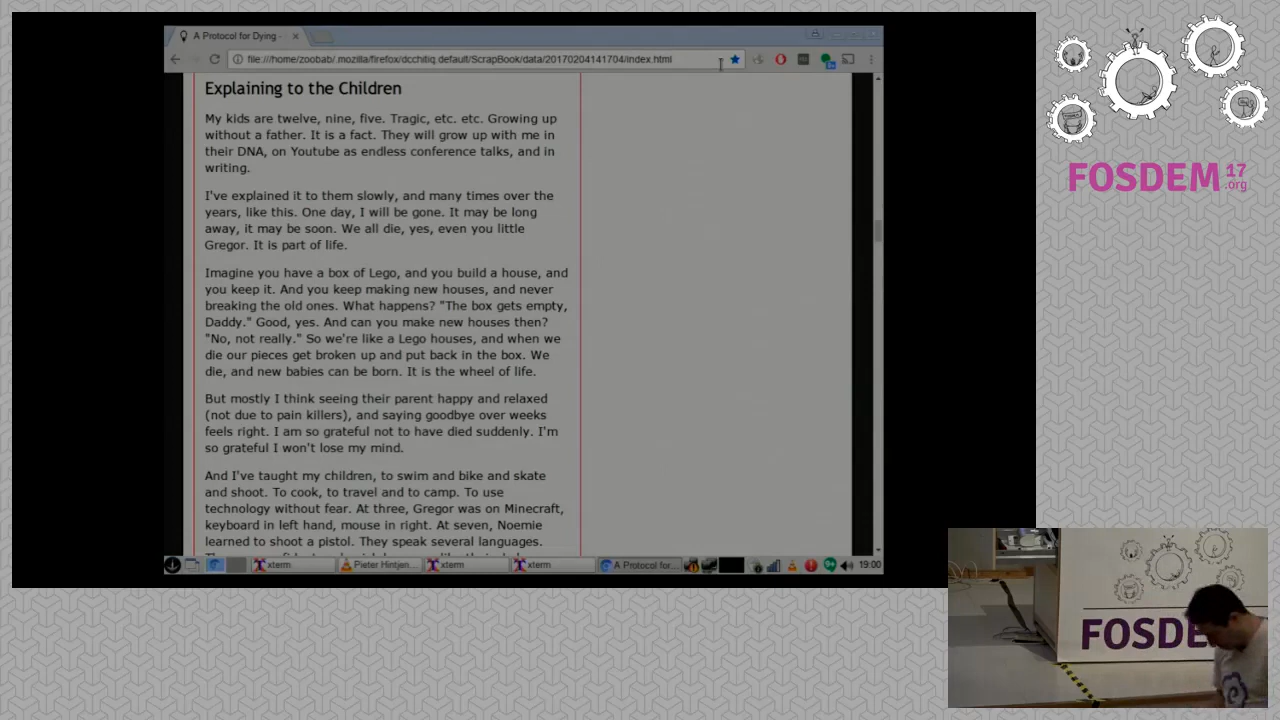 A Protocol for Dying -
file:///home/zoobab/.mozilla/firefox/dcchitiq.default/ScrapBook/data/20170204141704/index.html
Explaining to the Children
My kids are twelve, nine, five. Tragic, etc. etc. Growing up
without a father. It is a fact. They will grow up with me in
their DNA, on Youtube as endless conference talks, and in
writing.
I've explained it to them slowly, and many times over the
years, like this. One day, I will be gone. It may be long
away, it may be soon. We all die, yes, even you little
Gregor. It is part of life.
Imagine you have a box of Lego, and you build a house, and
you keep it. And you keep making new houses, and never
breaking the old ones. What happens? "The box gets empty,
Daddy." Good, yes. And can you make new houses then?
"No, not really." So we're like a Lego houses, and when we
die our pieces get broken up and put back in the box. We
die, and new babies can be born. It is the wheel of life.
But mostly I think seeing their parent happy and relaxed
(not due to pain killers), and saying goodbye over weeks
feels right. I am so grateful not to have died suddenly. I'm
so grateful I won't lose my mind.
And I've taught my children, to swim and bike and skate
and shoot. To cook, to travel and to camp. To use
technology without fear. At three, Gregor was on Minecraft,
keyboard in left hand, mouse in right. At seven, Noemie
learned to shoot a pistol. They speak several languages.
xterm
Pieter Hintjen...
xterm
xterm
A Protocol for...
19:00
FOSDEM 17
.org
FOSDE